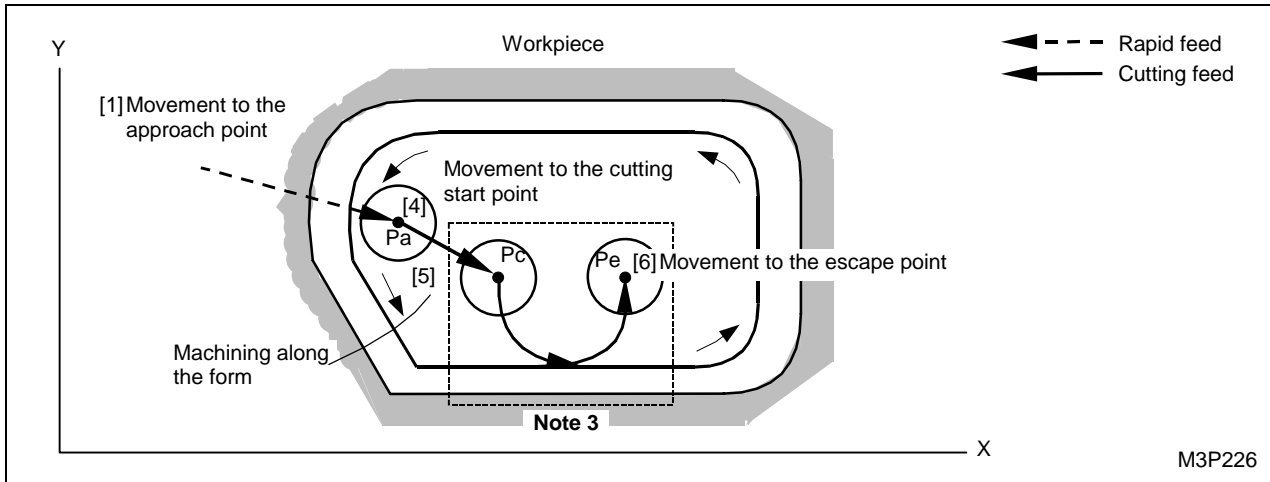 Y
Workpiece
Rapid feed
Cutting feed
[1] Movement to the
approach point
Movement to the cutting
start point
[4]
Pa
Pc
Pe
[6] Movement to the escape point
[5]
Machining along
the form
Note 3
X
M3P226